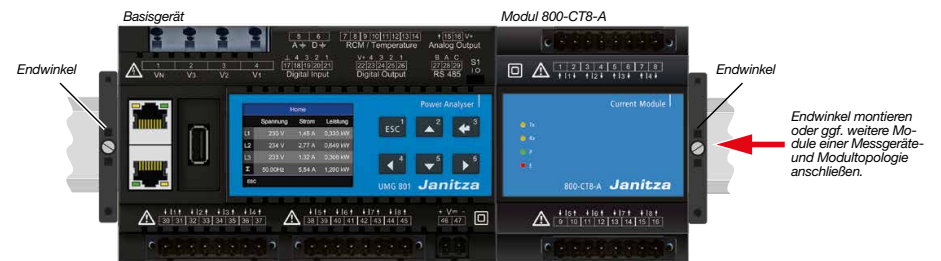 Basisgerät
Modul 800-CT8-A
Endwinkel
Endwinkel
Endwinkel montieren
oder ggf. weitere Mo-
dule einer Messgeräte-
und Modultopologie
anschließen.
5 6
A D
7 8 9 10 11 12 13 14
RCM / Temperature
15 16 V+
Analog Output
1 2 3 4
VN V3 V2 V1
⊥ 4 3 2 1
17 18 19 20 21
Digital Input
V+ 4 3 2 1
22 23 24 25 26
Digital Output
B A C
27 28 29
RS 485
S1
1 2 3 4 5 6 7 8
I1 I2 I3 I4
Home
Spannung Strom Leistung
L1 233 V 1,45 A 0,333 kW
L2 234 V 2,77 A 0,649 kW
L3 233 V 1,32 A 0,308 kW
Σ 50.00Hz 5,54 A 1,290 kW
ESC
Power Analyser
ESC 1
2
3
4
5
6
UMG 801 Janitza
Current Module
Tx
Rx
P
800-CT8-A Janitza
I1 I2 I3 I4
30 31 32 33 34 35 36 37
I5 I6 I7 I8
38 39 40 41 42 43 44 45
+ V= -
46 47
I5 I6 I7 I8
9 10 11 12 13 14 15 16